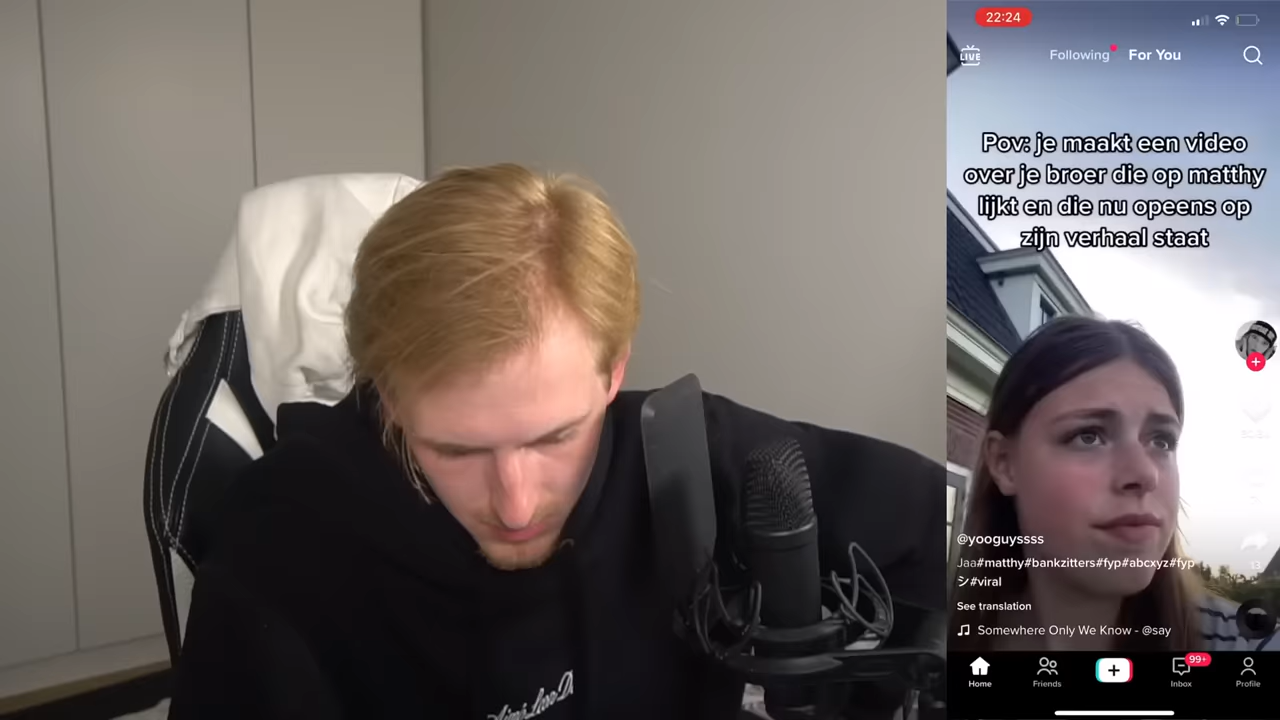 22:24
LIVE
Following
For You
Pov: je maakt een video
over je broer die op matthy
lijkt en die nu opeens op
zijn verhaal staat
@yooguyssss
Jaa#matthy#bankzitters#fyp#abcxyz#fyp
シ#viral
See translation
Somewhere Only We Know - @say
13
Home
Friends
99+
Inbox
Profile